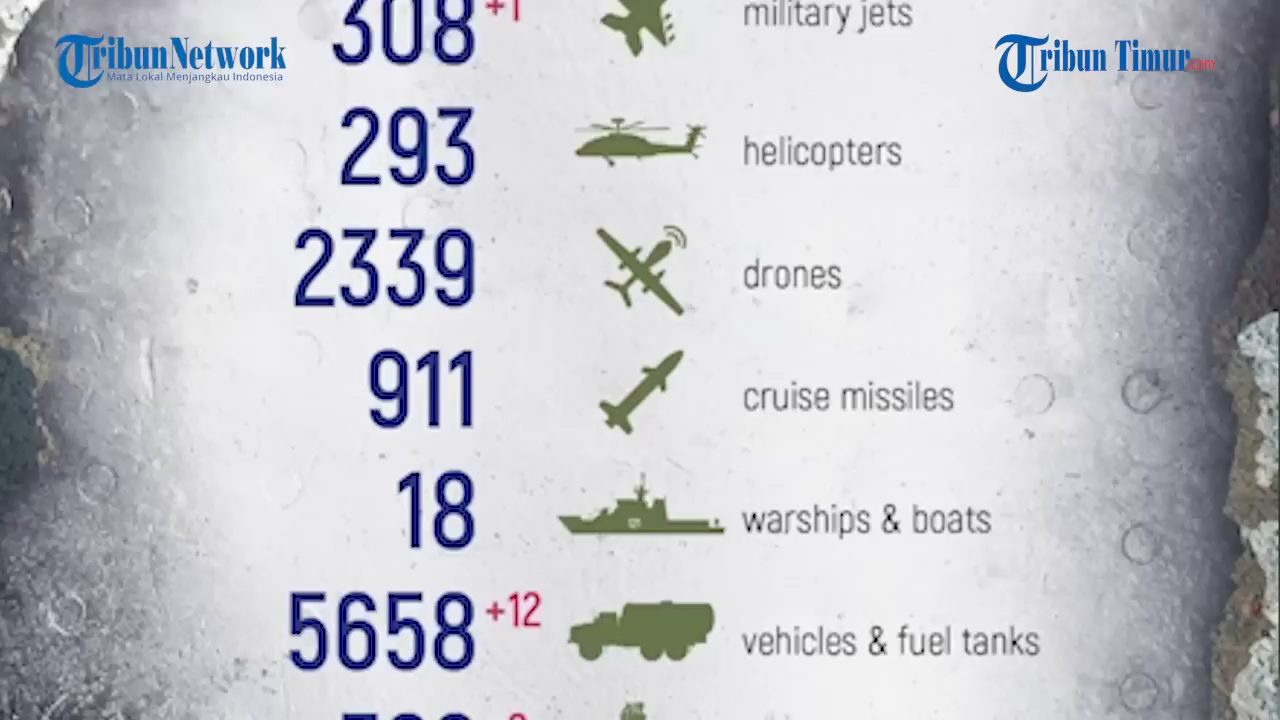 308 +1 military jets
TribunNetwork
Mata Lokal Menjangkau Indonesia
Tribun Timur.com
293 helicopters
2339 drones
911 cruise missiles
18 warships & boats
5658 +12 vehicles & fuel tanks